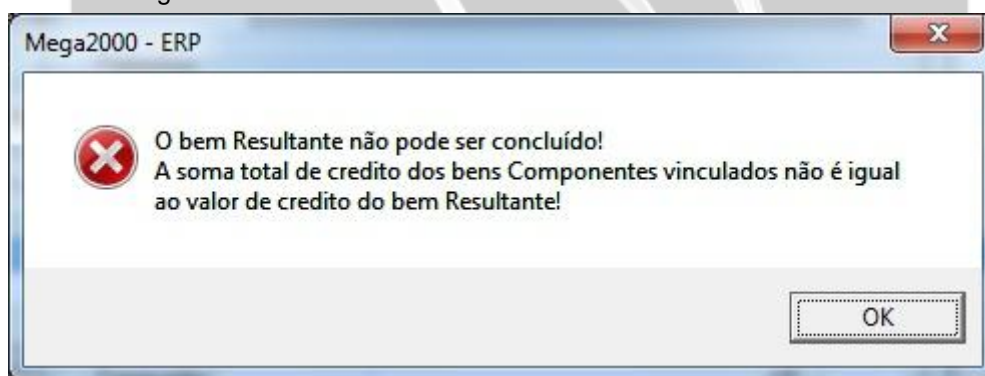 Mega2000 - ERP
O bem Resultante não pode ser concluído!
A soma total de credito dos bens Componentes vinculados não é igual
ao valor de credito do bem Resultante!
OK